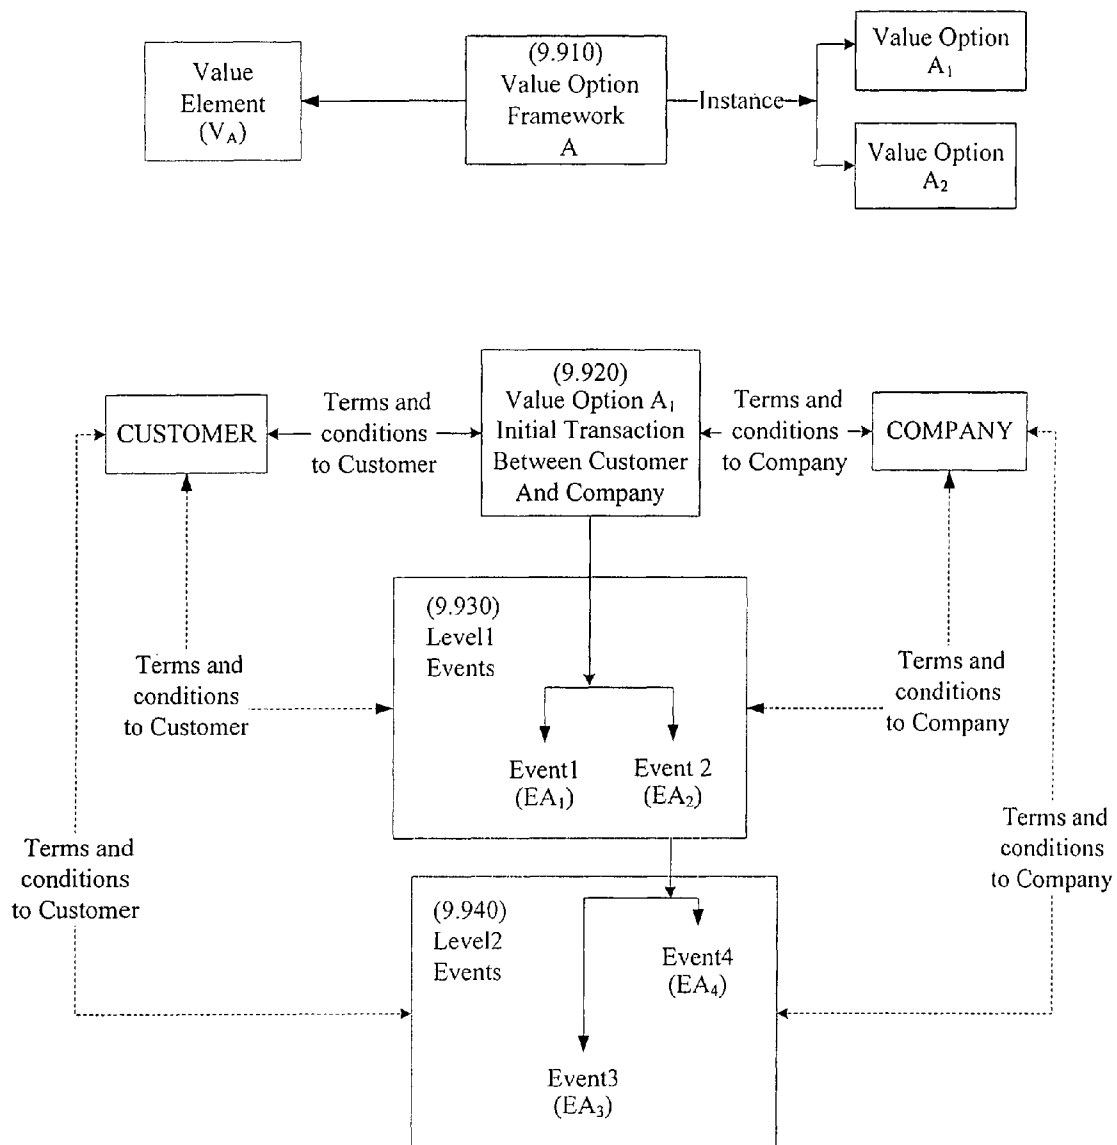 Value
Element
(V_A)
(9.910)
Value Option
Framework
A
Instance
Value Option
A₁
Value Option
A₂
CUSTOMER
Terms and
conditions
to Customer
(9.920)
Value Option A₁
Initial Transaction
Between Customer
And Company
Terms and
conditions
to Company
COMPANY
Terms and
conditions
to Customer
(9.930)
Level1
Events
Event1
(EA₁)
Event 2
(EA₂)
Terms and
conditions
to Company
Terms and
conditions
to Customer
(9.940)
Level2
Events
Event4
(EA₄)
Event3
(EA₃)
Terms and
conditions
to Company